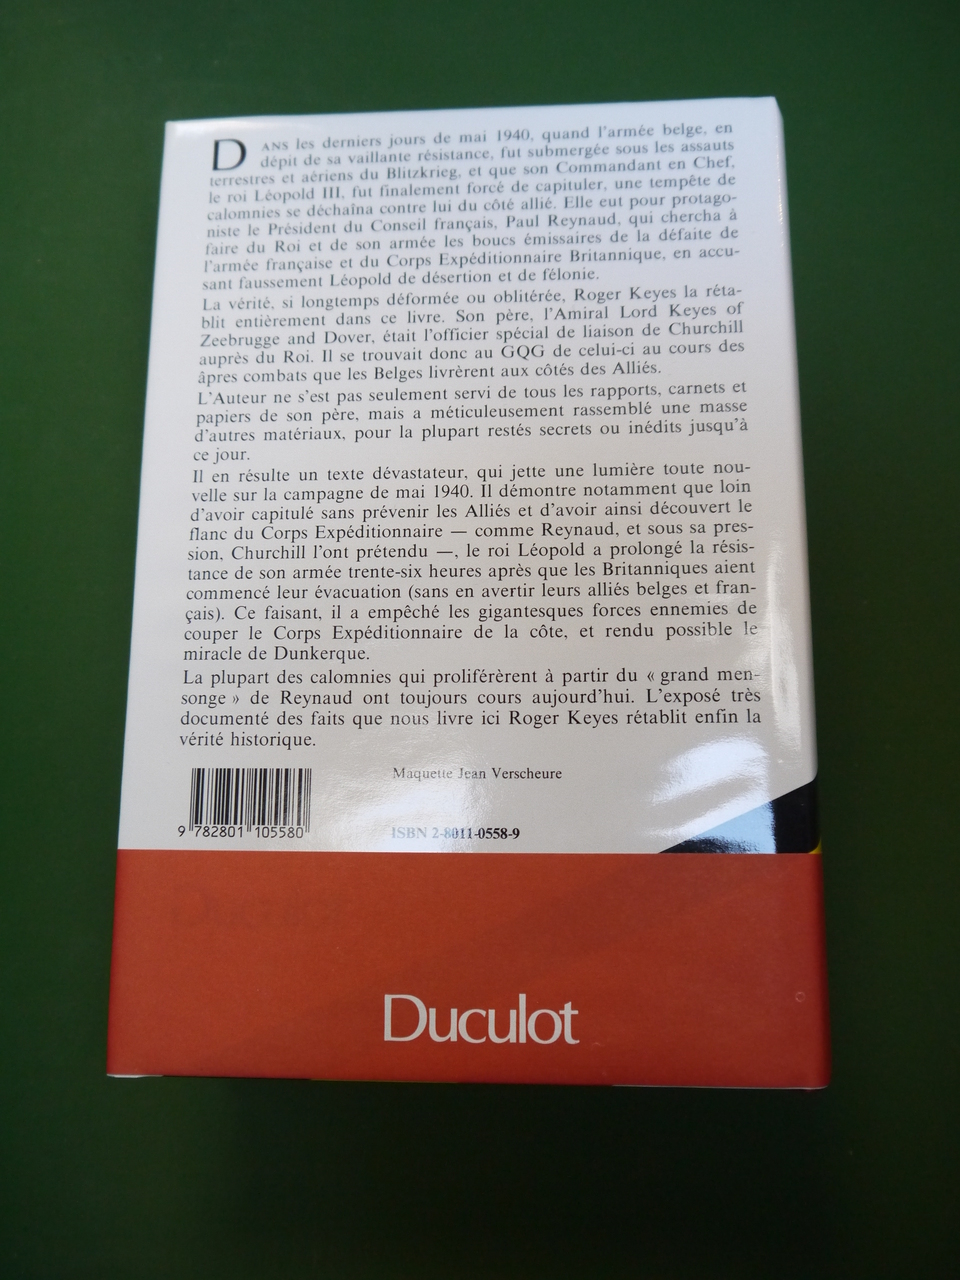 DANS les derniers jours de mai 1940, quand l'armée belge, en
dépit de sa vaillante résistance, fut submergée sous les assauts
terrestres et aériens du Blitzkrieg, et que son Commandant en Chef,
le roi Léopold III, fut finalement forcé de capituler, une tempête de
calomnies se déchaîna contre lui du côté allié. Elle eut pour protago-
niste le Président du Conseil français, Paul Reynaud, qui chercha à
faire du Roi et de son armée les boucs émissaires de la défaite de
l'armée française et du Corps Expéditionnaire Britannique, en accu-
sant faussement Léopold de désertion et de félonie.
La vérité, si longtemps déformée ou oblitérée, Roger Keyes la réta-
blit entièrement dans ce livre. Son père, l'Amiral Lord Keyes of
Zeebrugge and Dover, était l'officier spécial de liaison de Churchill
auprès du Roi. Il se trouvait donc au GQG de celui-ci au cours des
âpres combats que les Belges livrèrent aux côtés des Alliés.
L'Auteur ne s'est pas seulement servi de tous les rapports, carnets et
papiers de son père, mais a méticuleusement rassemblé une masse
d'autres matériaux, pour la plupart restés secrets ou inédits jusqu'à
ce jour.
Il en résulte un texte dévastateur, qui jette une lumière toute nou-
velle sur la campagne de mai 1940. Il démontre notamment que loin
d'avoir capitulé sans prévenir les Alliés et d'avoir ainsi découvert le
flanc du Corps Expéditionnaire — comme Reynaud, et sous sa pres-
sion, Churchill l'ont prétendu —, le roi Léopold a prolongé la résis-
tance de son armée trente-six heures après que les Britanniques aient
commencé leur évacuation (sans en avertir leurs alliés belges et fran-
çais). Ce faisant, il a empêché les gigantesques forces ennemies de
couper le Corps Expéditionnaire de la côte, et rendu possible le
miracle de Dunkerque.
La plupart des calomnies qui proliférèrent à partir du « grand men-
songe » de Reynaud ont toujours cours aujourd'hui. L'exposé très
documenté des faits que nous livre ici Roger Keyes rétablit enfin la
vérité historique.
Maquette Jean Verscheure
9 782801 105580
ISBN 2-8011-0558-9
Duculot